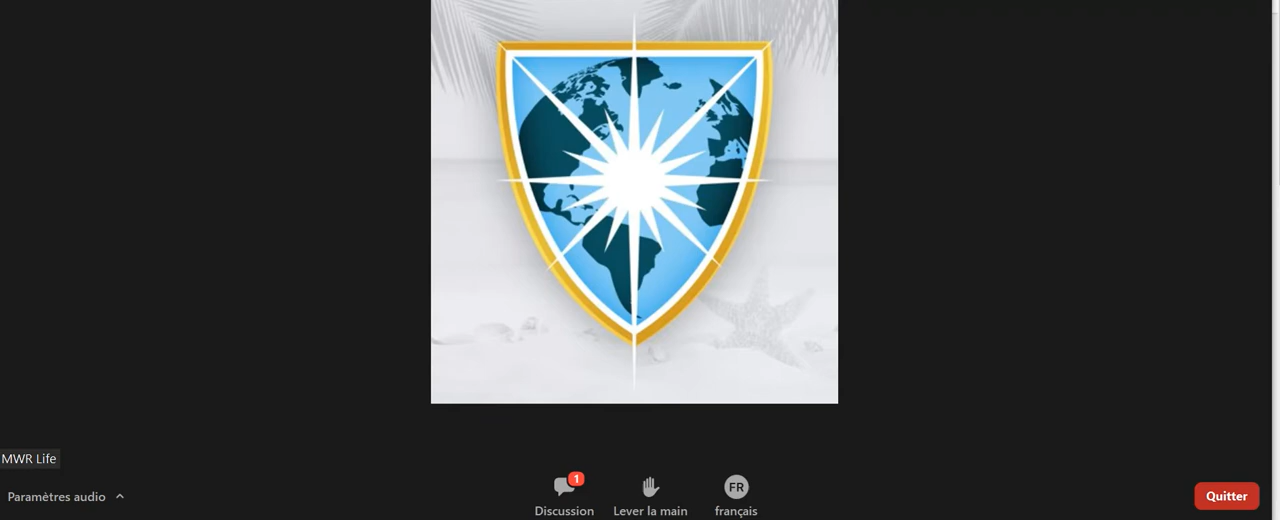 MWR Life
Paramètres audio
1
Discussion
Lever la main
FR
français
Quitter